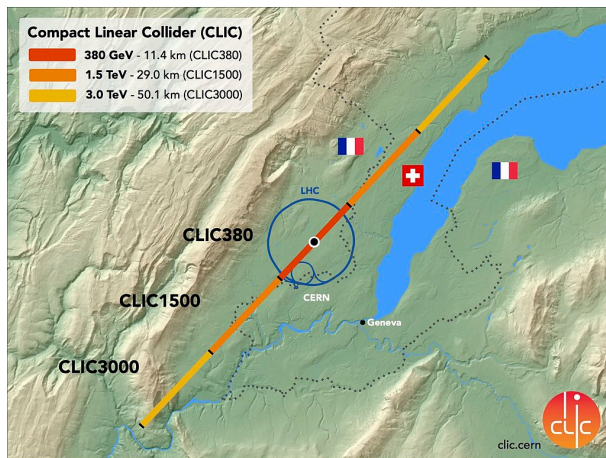 Compact Linear Collider (CLIC)
380 GeV - 11.4 km (CLIC380)
1.5 TeV - 29.0 km (CLIC1500)
3.0 TeV - 50.1 km (CLIC3000)
LHC
CLIC380
CERN
CLIC1500
Geneva
CLIC3000
clic
clic.cern